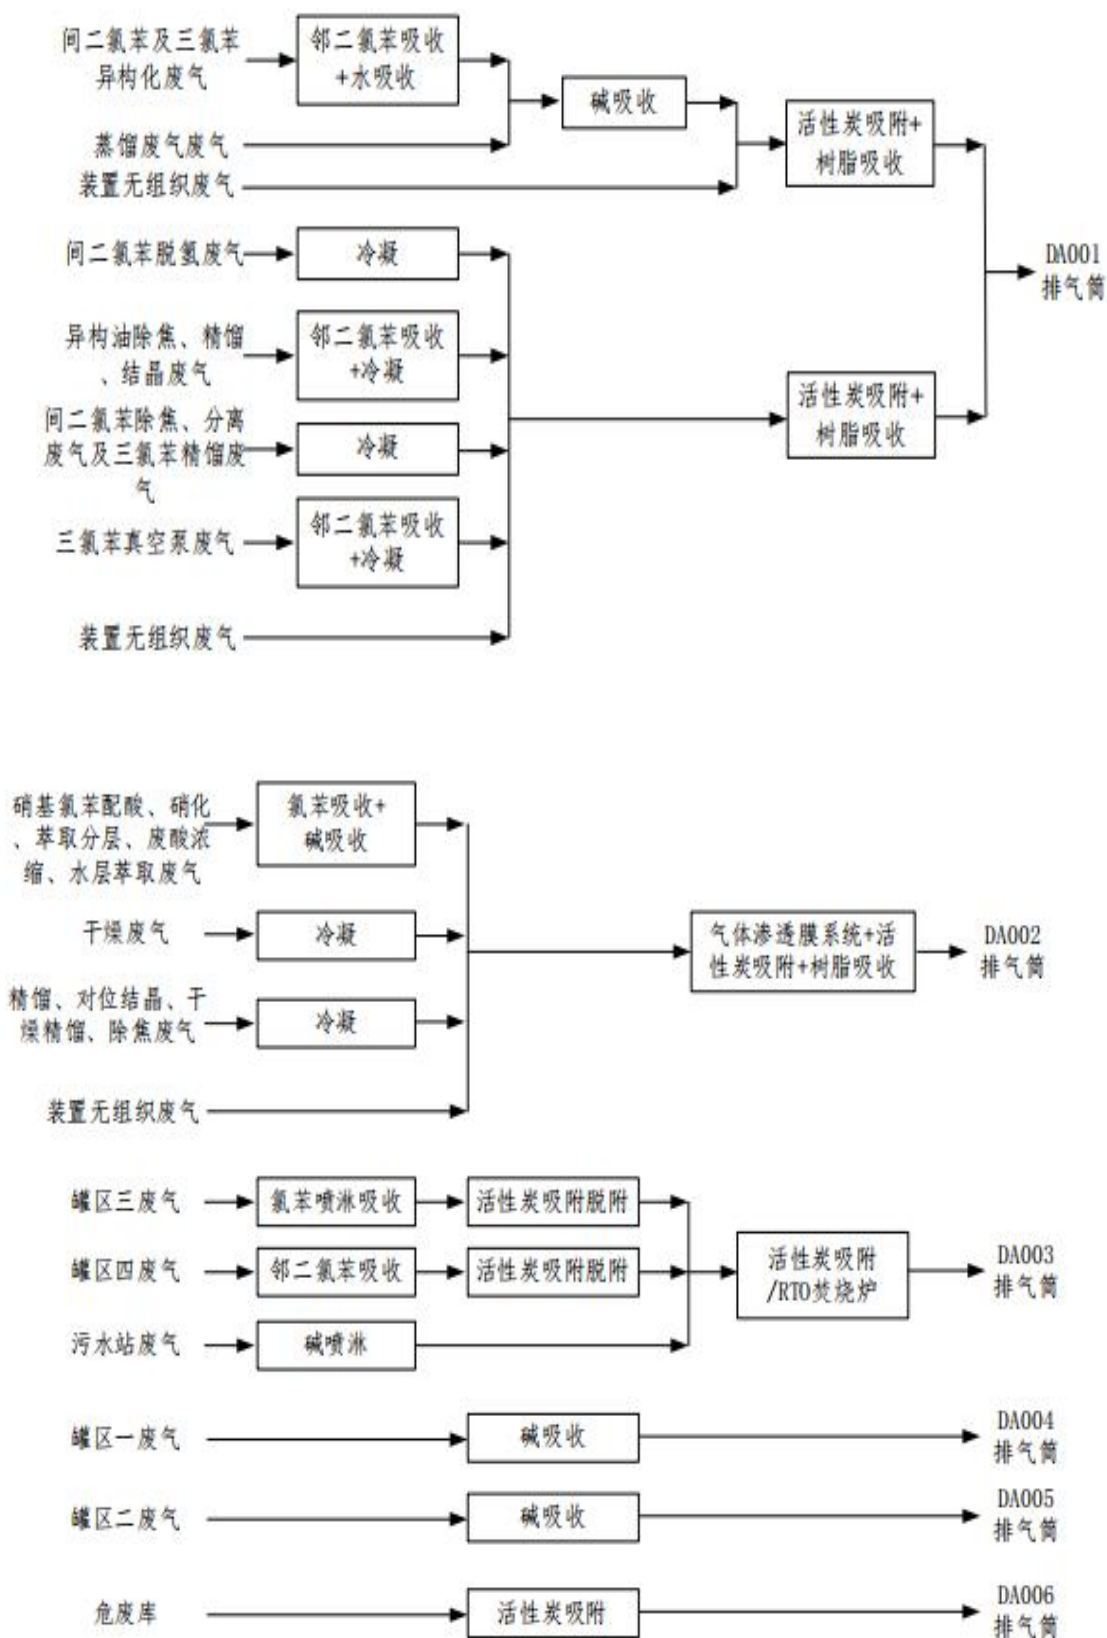 间二氯苯及三氯苯
异构化废气
邻二氯苯吸收
+水吸收
碱吸收
活性炭吸附+
树脂吸收
蒸馏废气废气
装置无组织废气
间二氯苯脱氢废气
冷凝
DA001
排气筒
异构油除焦、精馏
、结晶废气
邻二氯苯吸收
+冷凝
活性炭吸附+
树脂吸收
间二氯苯除焦、分离
废气及三氯苯精馏废
气
冷凝
三氯苯真空泵废气
邻二氯苯吸收
+冷凝
装置无组织废气
硝基氯苯配酸、硝化
、萃取分层、废酸浓
缩、水层萃取废气
氯苯吸收+
碱吸收
干燥废气
冷凝
气体渗透膜系统+活
性炭吸附+树脂吸收
DA002
排气筒
精馏、对位结晶、干
燥精馏、除焦废气
冷凝
装置无组织废气
罐区三废气
氯苯喷淋吸收
活性炭吸附脱附
罐区四废气
邻二氯苯吸收
活性炭吸附脱附
活性炭吸附
/RTO焚烧炉
DA003
排气筒
污水站废气
碱喷淋
罐区一废气
碱吸收
DA004
排气筒
罐区二废气
碱吸收
DA005
排气筒
危废库
活性炭吸附
DA006
排气筒